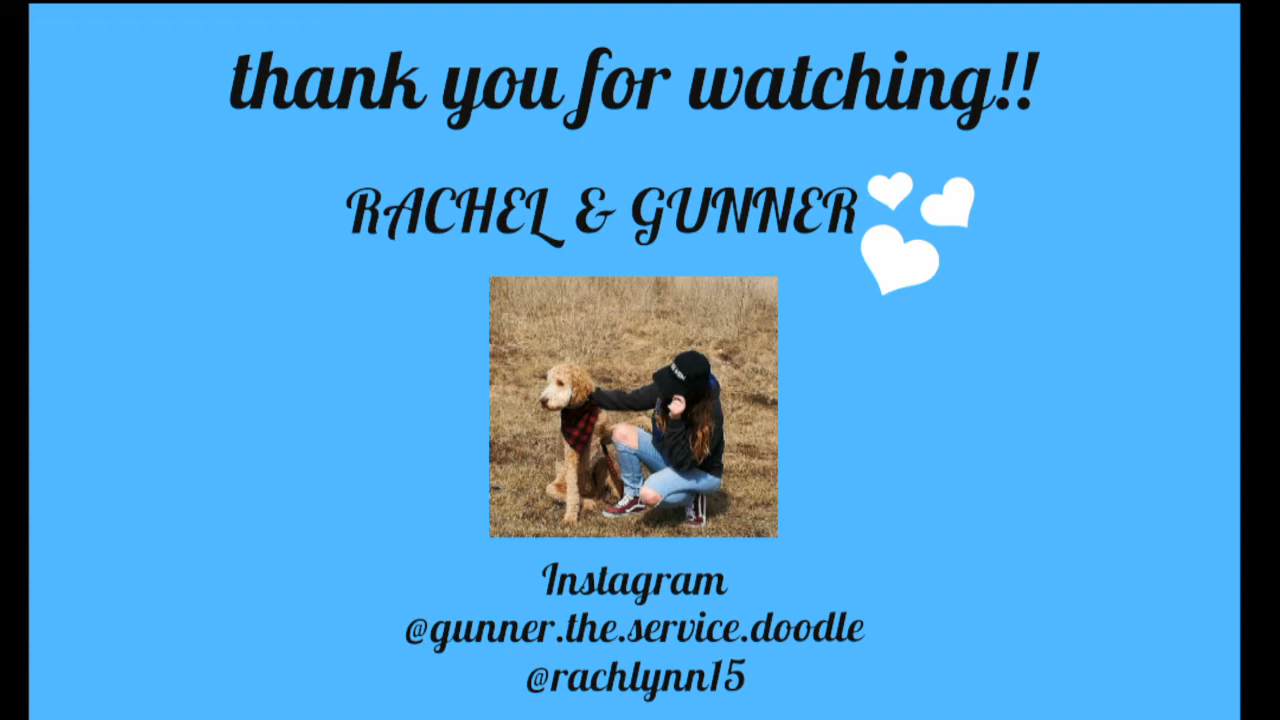 thank you for watching!!
RACHEL & GUNNER
Instagram
@gunner.the.service.doodle
@rachlynn15